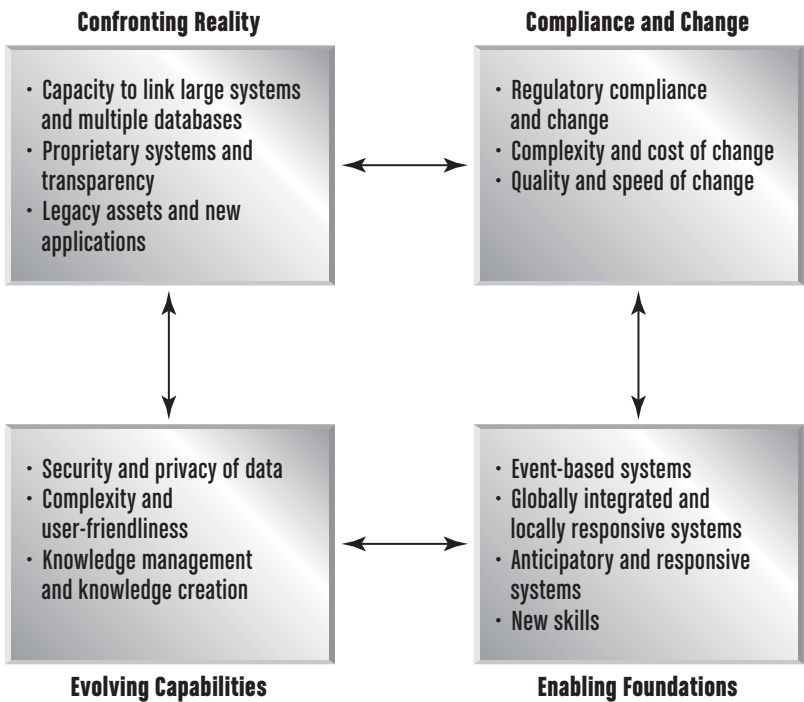 Confronting Reality
• Capacity to link large systems
and multiple databases
• Proprietary systems and
transparency
• Legacy assets and new
applications
Compliance and Change
• Regulatory compliance
and change
• Complexity and cost of change
• Quality and speed of change
• Security and privacy of data
• Complexity and
user-friendliness
• Knowledge management
and knowledge creation
Evolving Capabilities
• Event-based systems
• Globally integrated and
locally responsive systems
• Anticipatory and responsive
systems
• New skills
Enabling Foundations